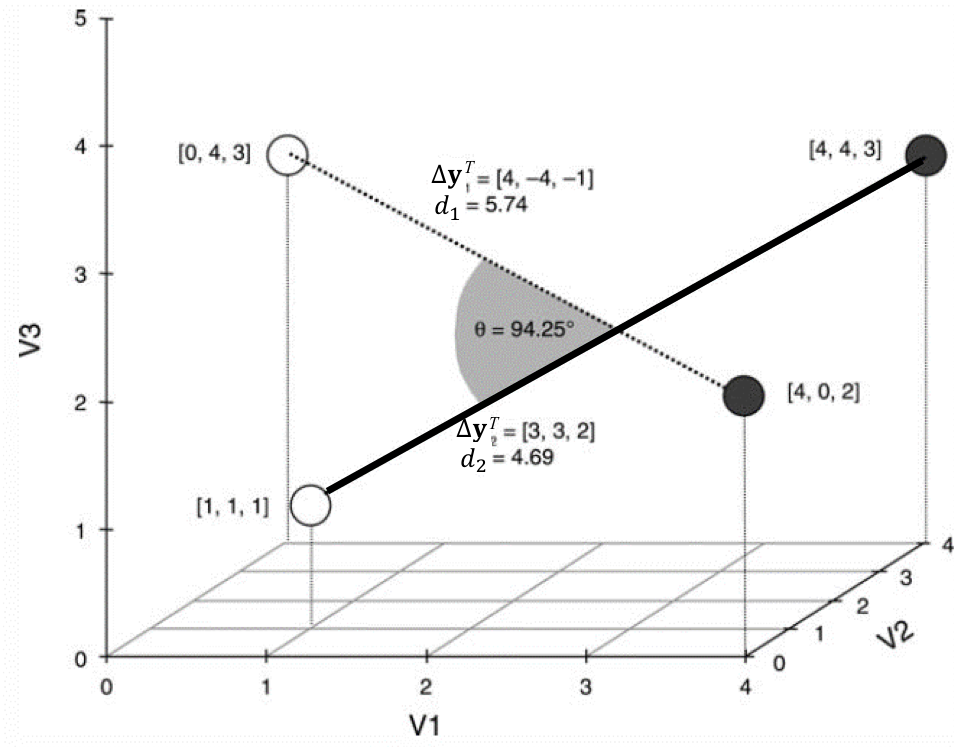 5
4
3
2
1
0
V3
[0, 4, 3]
Δy₁ᵀ = [4, –4, –1]
d₁ = 5.74
[4, 4, 3]
θ = 94.25°
[4, 0, 2]
Δy₂ᵀ = [3, 3, 2]
d₂ = 4.69
[1, 1, 1]
4
3
2
1
0
V2
0
1
2
3
4
V1